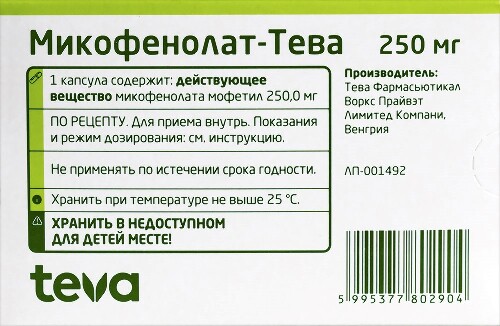 Микофенолат-Тева 250 мг
1 капсула содержит: действующее
вещество микофенолата мофетил 250,0 мг
ПО РЕЦЕПТУ. Для приема внутрь. Показания
и режим дозирования: см. инструкцию.
Не применять по истечении срока годности.
Хранить при температуре не выше 25 °C.
ХРАНИТЬ В НЕДОСТУПНОМ
ДЛЯ ДЕТЕЙ МЕСТЕ!
Производитель:
Тева Фармасьютикал
Воркс Прайвэт
Лимитед Компани,
Венгрия
ЛП-001492
teva
5 995377 802904